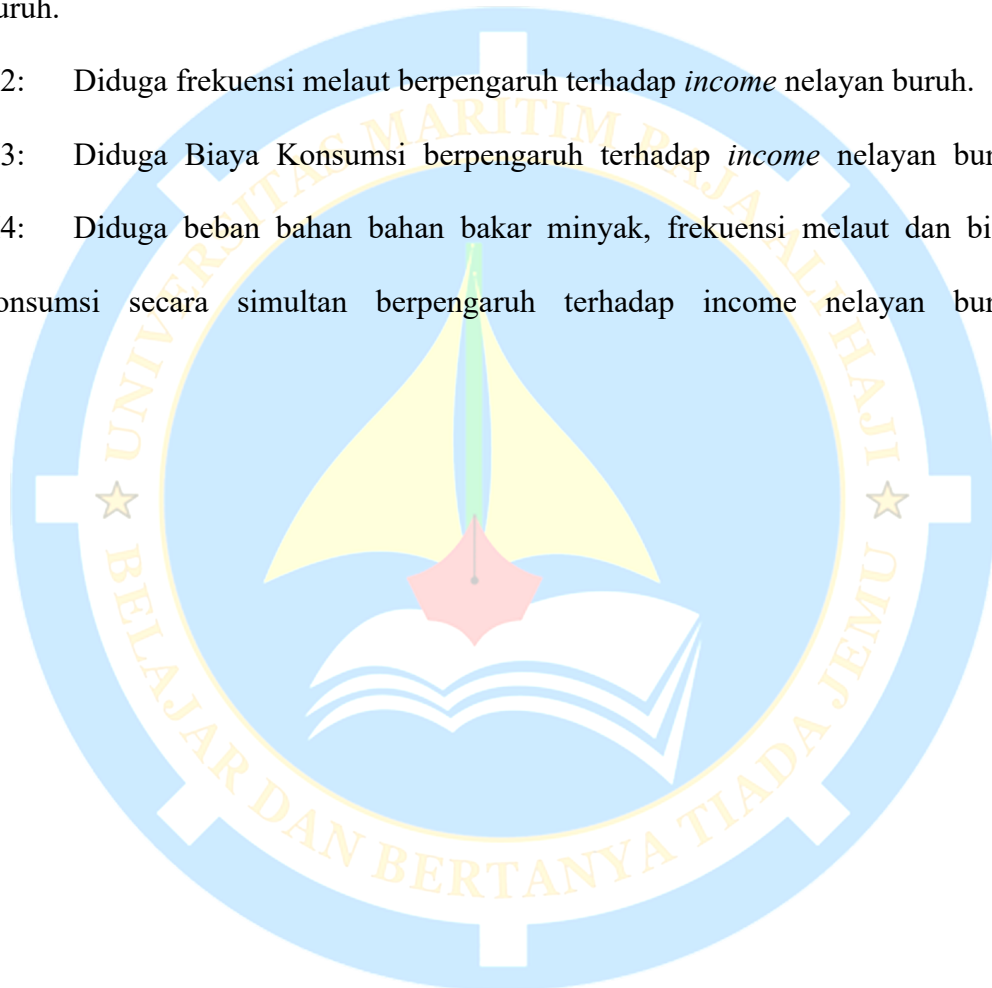 uruh.
2: Diduga frekuensi melaut berpengaruh terhadap income nelayan buruh.
3: Diduga Biaya Konsumsi berpengaruh terhadap income nelayan bur
4: Diduga beban bahan bahan bakar minyak, frekuensi melaut dan bi
onsumsi secara simultan berpengaruh terhadap income nelayan bur
UNIVERSITAS MARITIM RAJA ALI HAJI
BELAJAR DAN BERTANYA TIADA JEMU